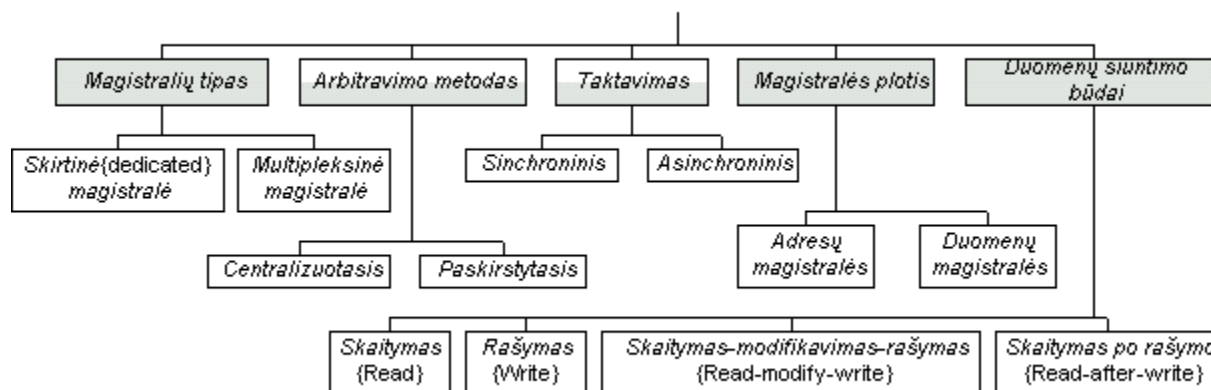 Magistralių tipas
Arbitravimo metodas
Taktavimas
Magistralės plotis
Duomenų siuntimo
būdai
Skirtinė{dedicated}
magistralė
Multipleksinė
magistralė
Sinchroninis
Asinchroninis
Centralizuotasis
Paskirstytasis
Adresų
magistralės
Duomenų
magistralės
Skaitymas
{Read}
Rašymas
{Write}
Skaitymas-modifikavimas-rašymas
{Read-modify-write}
Skaitymas po rašymo
{Read-after-write}